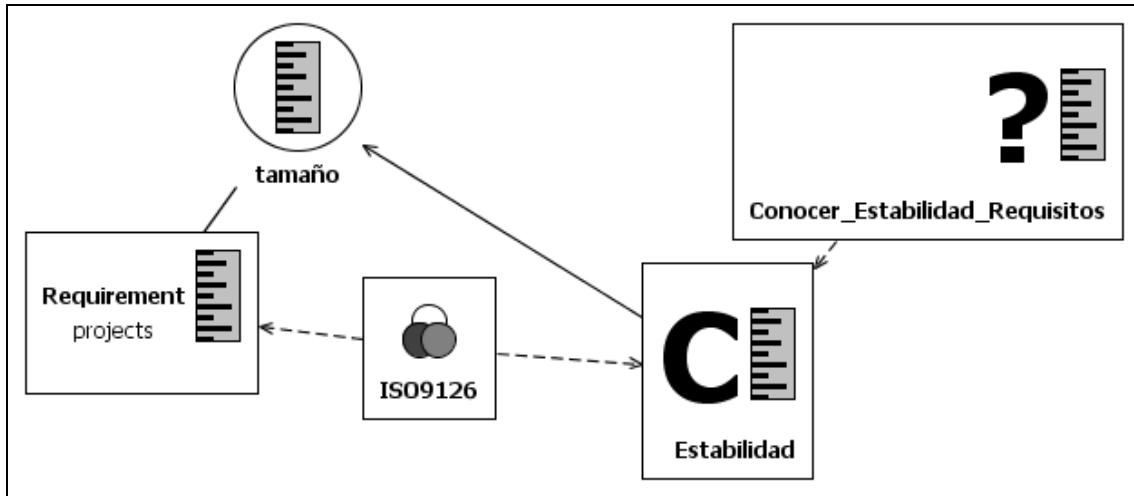 tamaño
?
Conocer_Estabilidad_Requisitos
Requirement
projects
ISO9126
C
Estabilidad